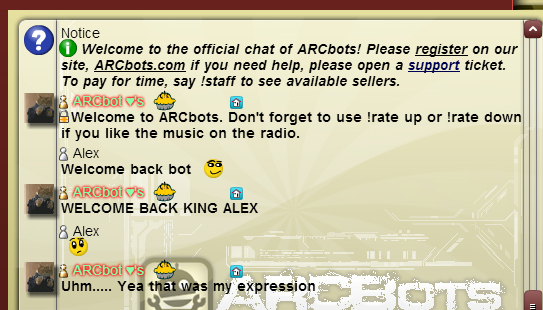 Notice
Welcome to the official chat of ARCbots! Please register on our
site, ARCbots.com if you need help, please open a support ticket.
To pay for time, say !staff to see available sellers.
ARCbot ♥'s
Welcome to ARCbots. Don't forget to use !rate up or !rate down
if you like the music on the radio.
Alex
Welcome back bot
ARCbot ♥'s
WELCOME BACK KING ALEX
Alex
ARCbot ♥'s
Uhm..... Yea that was my expression
ARCBOTS